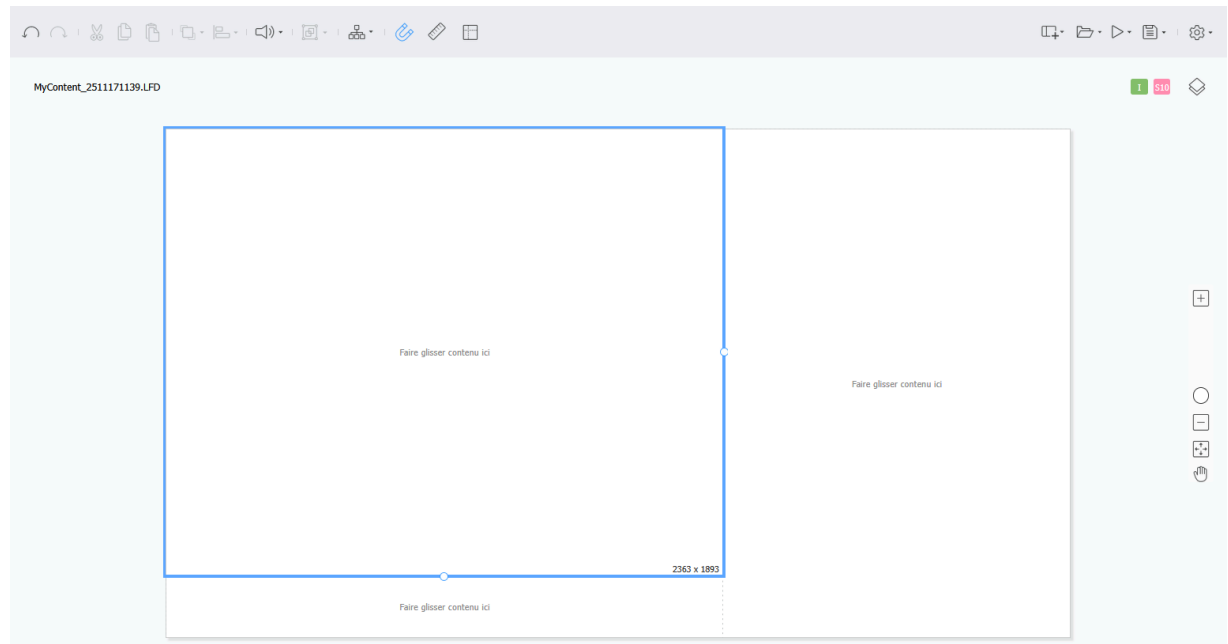 MyContent_2511171139.LFD
I
S10
Faire glisser contenu ici
Faire glisser contenu ici
2363 x 1893
Faire glisser contenu ici